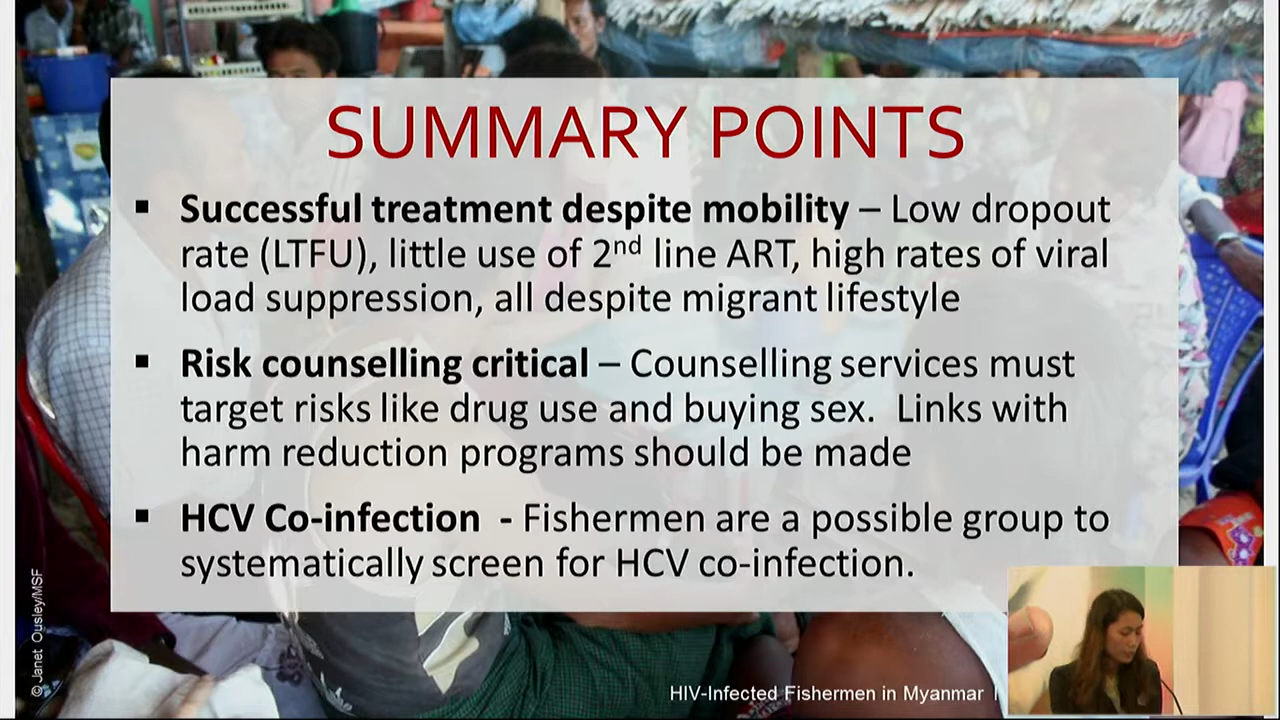 SUMMARY POINTS
▪ Successful treatment despite mobility – Low dropout
rate (LTFU), little use of 2nd line ART, high rates of viral
load suppression, all despite migrant lifestyle
▪ Risk counselling critical – Counselling services must
target risks like drug use and buying sex.  Links with
harm reduction programs should be made
▪ HCV Co-infection  - Fishermen are a possible group to
systematically screen for HCV co-infection.
© Janet Ousley/MSF
HIV-Infected Fishermen in Myanmar |